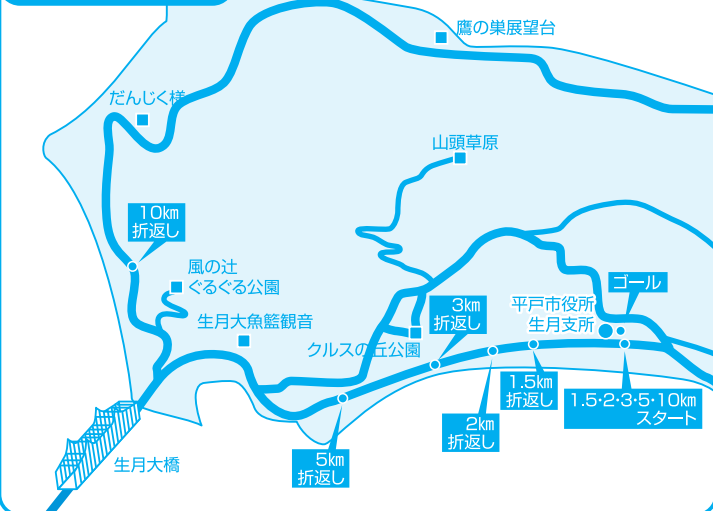 鷹の巣展望台
だんじく様
山頭草原
10km
折返し
風の辻
ぐるぐる公園
生月大魚籃観音
クルスの丘公園
3km
折返し
平戸市役所
生月支所
ゴール
1.5km
折返し
1.5・2・3・5・10km
スタート
2km
折返し
5km
折返し
生月大橋